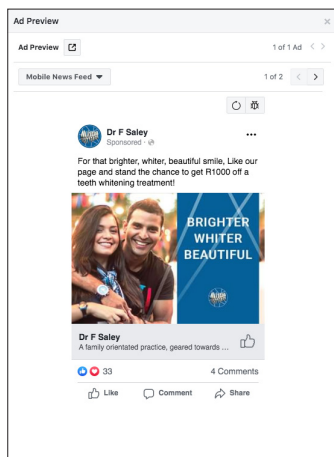 Ad Preview
Ad Preview
1 of 1 Ad
Mobile News Feed
1 of 2
Dr F Saley
Sponsored ·
For that brighter, whiter, beautiful smile, Like our
page and stand the chance to get R1000 off a
teeth whitening treatment!
BRIGHTER
WHITER
BEAUTIFUL
Dr F Saley
A family orientated practice, geared towards ...
33
4 Comments
Like
Comment
Share